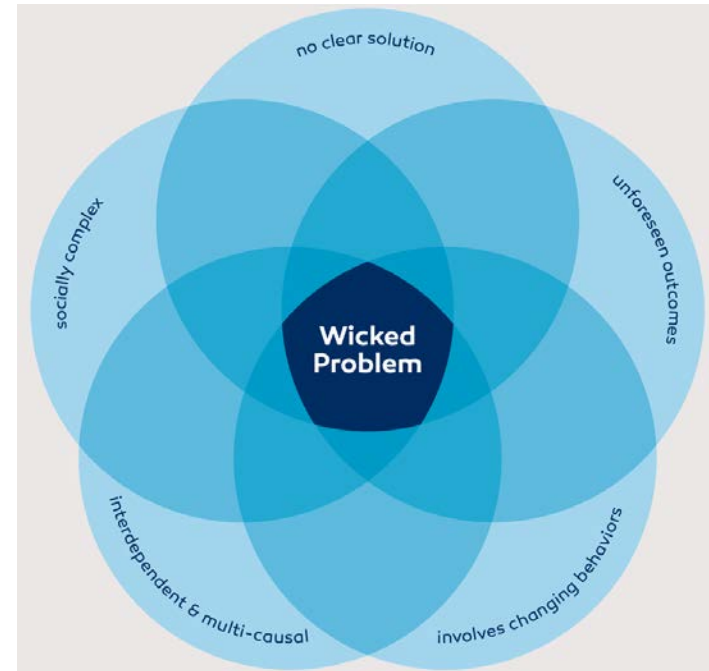 no clear solution
unforeseen outcomes
socially complex
Wicked
Problem
interdependent & multi-causal
involves changing behaviors